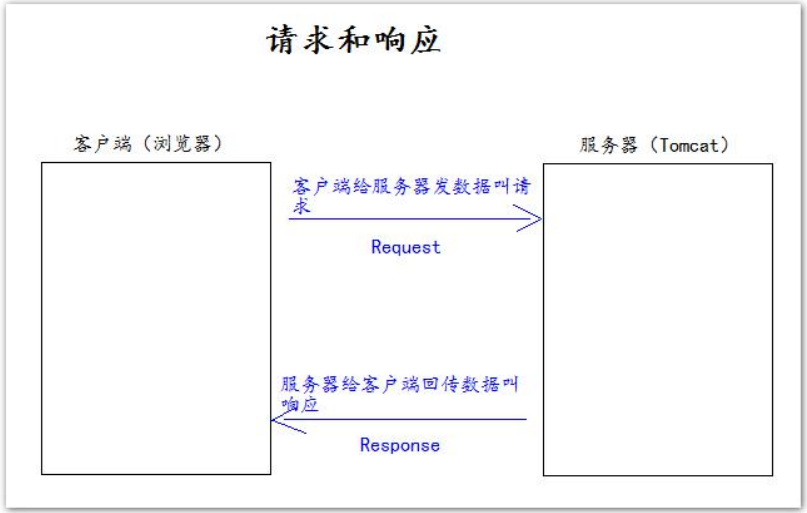 请求和响应
客户端（浏览器）
服务器（Tomcat）
客户端给服务器发数据叫请
求
Request
服务器给客户端回传数据叫
响应
Response